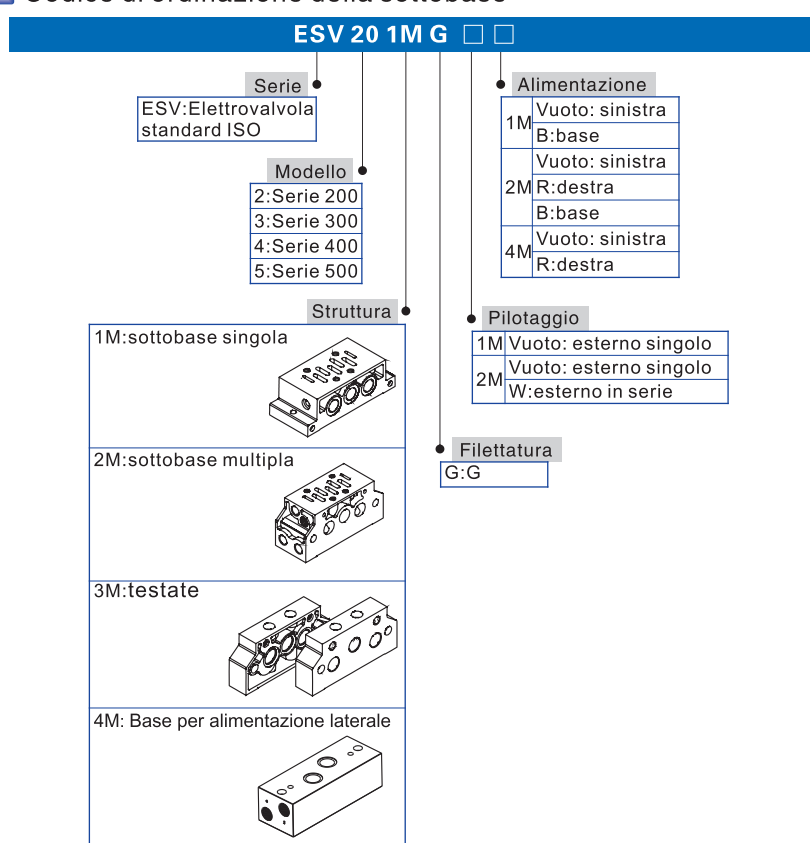 Codice di ordinazione della sottobase
ESV 20 1M G □ □
Serie
ESV:Elettrovalvola
standard ISO
Modello
2:Serie 200
3:Serie 300
4:Serie 400
5:Serie 500
Struttura
1M:sottobase singola
2M:sottobase multipla
3M:testate
4M: Base per alimentazione laterale
Alimentazione
1M
Vuoto: sinistra
B:base
2M
Vuoto: sinistra
R:destra
B:base
4M
Vuoto: sinistra
R:destra
Pilotaggio
1M Vuoto: esterno singolo
2M
Vuoto: esterno singolo
W:esterno in serie
Filettatura
G:G